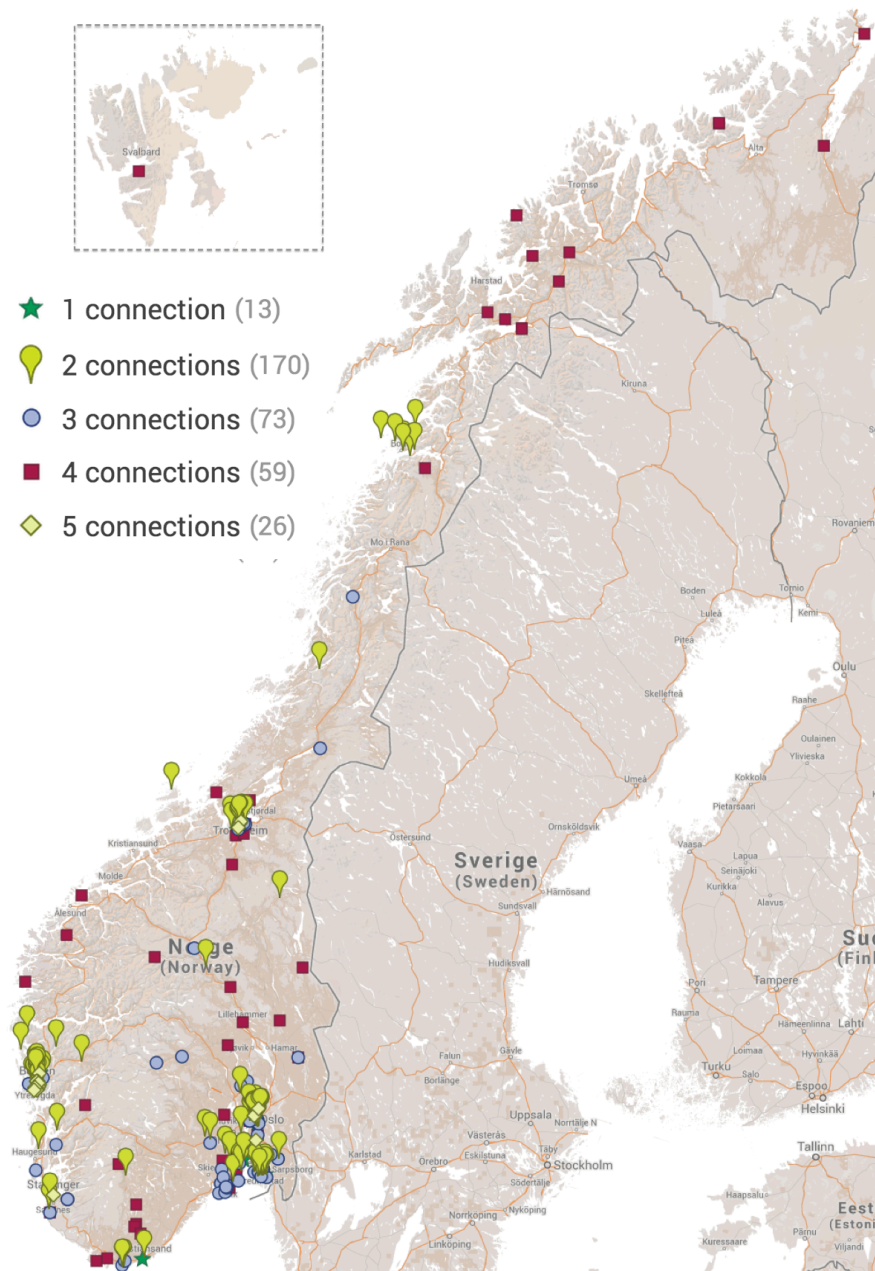 Svalbard
1 connection (13)
2 connections (170)
3 connections (73)
4 connections (59)
5 connections (26)
Alta
Tromsø
Harstad
Kiruna
Rovaniemi
Mo i Rana
Boden
Luleå
Tornio
Kemi
Piteå
Oulu
Skellefteå
Raahe
Oulainen
Ylivieska
Umeå
Kokkola
Pietarsaari
Örnsköldsvik
Östersund
Kristiansund
Vaasa
Lapua
Seinäjoki
Kurikka
Alavus
Molde
Sverige
(Sweden)
Härnösand
Sundsvall
Ålesund
Norge
(Norway)
Hudiksvall
Pori
Tampere
Rauma
Lillehammer
Hämeenlinna
Lahti
Hamar
Falun
Gävle
Loimaa
Hyvinkää
Turku
Salo
Borlänge
Espoo
Helsinki
Uppsala
Norrtälje N
Oslo
Tallinn
Västerås
Täby
Haugesund
Karlstad
Örebro
Eskilstuna
Stockholm
Sarpsborg
Södertälje
Haapsalu
Nyköping
Norrköping
Pärnu
Linköping
Kuressaare
Viljandi